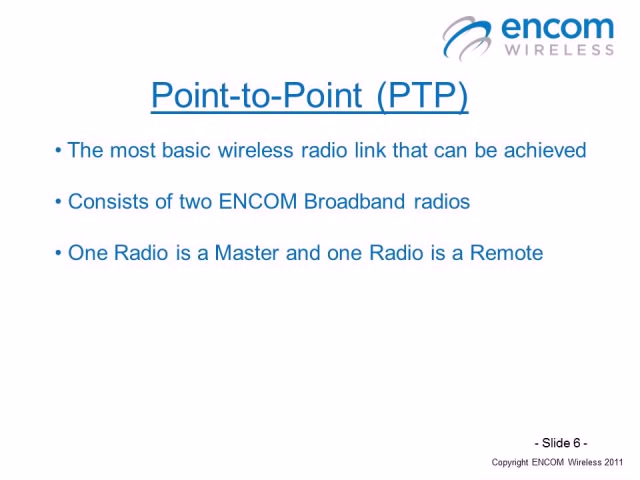 encom
WIRELESS
Point-to-Point (PTP)
• The most basic wireless radio link that can be achieved
• Consists of two ENCOM Broadband radios
• One Radio is a Master and one Radio is a Remote
- Slide 6 -
Copyright ENCOM Wireless 2011